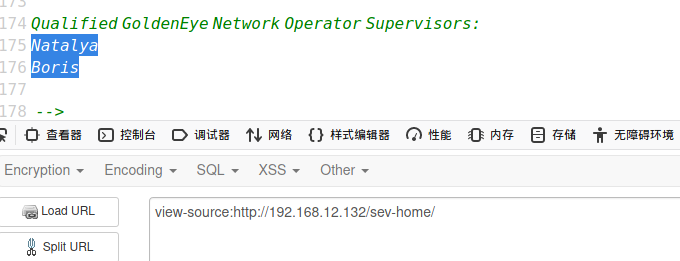 173
174 Qualified GoldenEye Network Operator Supervisors:
175 Natalya
176 Boris
177
178 -->
查看器 控制台 调试器 网络 样式编辑器 性能 内存 存储 无障碍环境
Encryption Encoding SQL XSS Other
Load URL view-source:http://192.168.12.132/sev-home/
Split URL